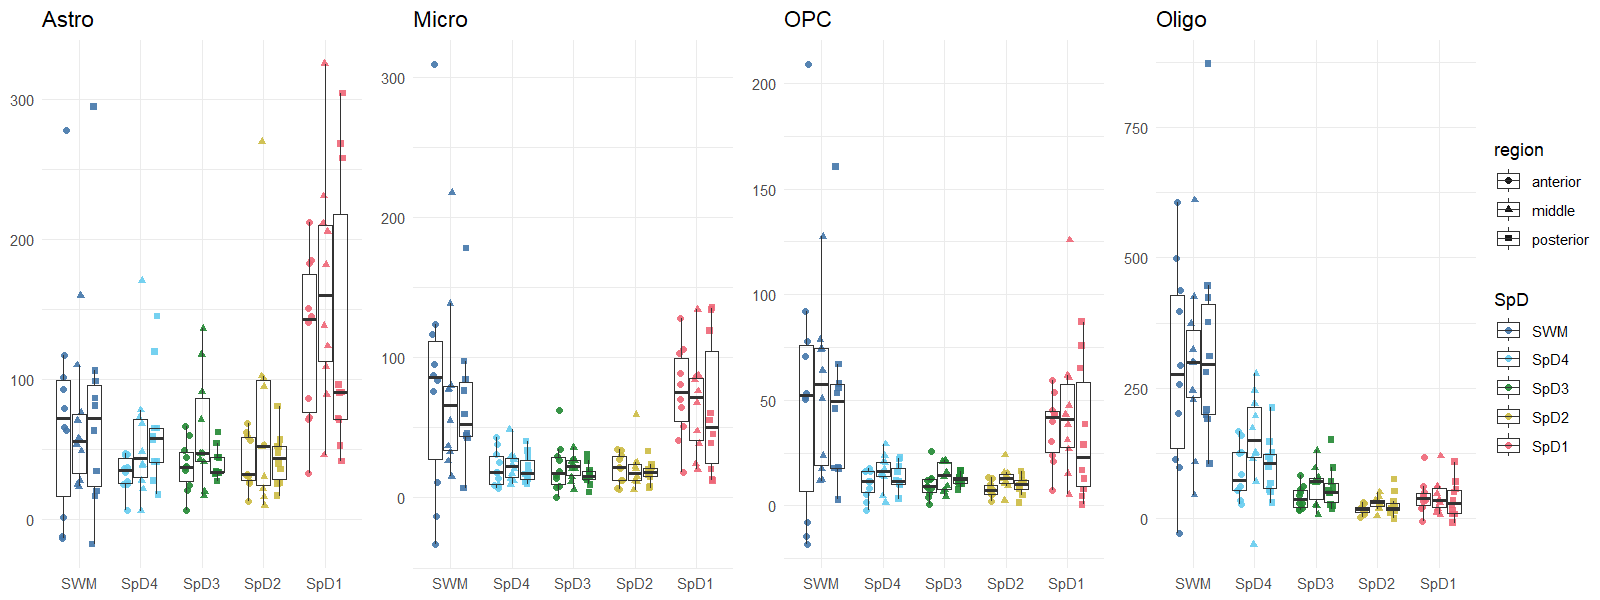 Astro
300
200
100
0
SWM SpD4 SpD3 SpD2 SpD1
Micro
300
200
100
0
SWM SpD4 SpD3 SpD2 SpD1
OPC
200
150
100
50
0
SWM SpD4 SpD3 SpD2 SpD1
Oligo
750
500
250
0
SWM SpD4 SpD3 SpD2 SpD1
region
anterior
middle
posterior
SpD
SWM
SpD4
SpD3
SpD2
SpD1